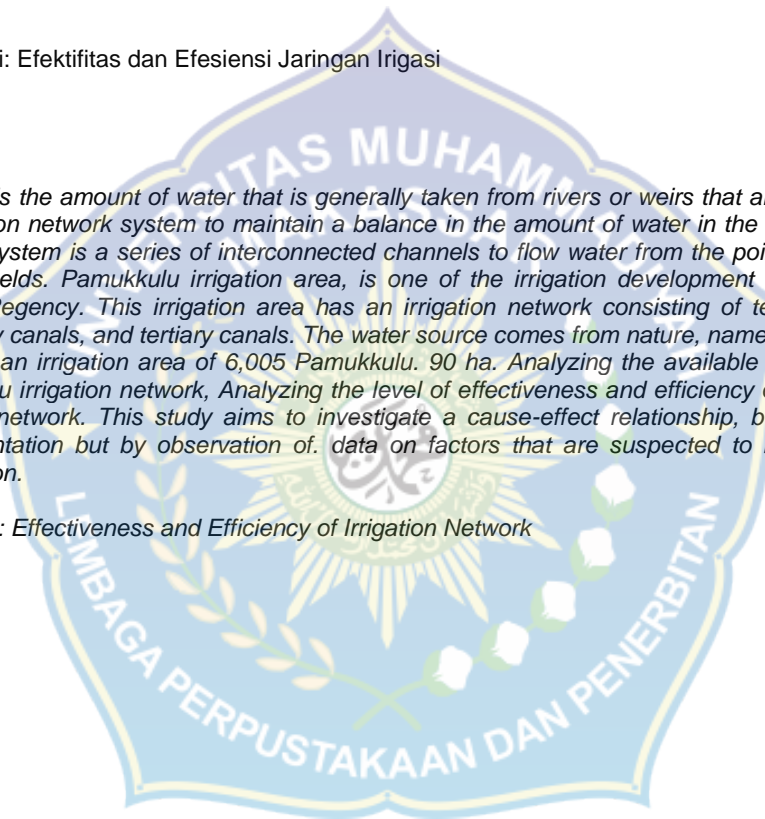 i: Efektifitas dan Efesiensi Jaringan Irigasi
UNIVERSITAS MUHAMMADIYAH
MAKASSAR
s the amount of water that is generally taken from rivers or weirs that a
on network system to maintain a balance in the amount of water in the
ystem is a series of interconnected channels to flow water from the poi
elds. Pamukkulu irrigation area, is one of the irrigation development
Regency. This irrigation area has an irrigation network consisting of te
y canals, and tertiary canals. The water source comes from nature, name
an irrigation area of 6,005 Pamukkulu. 90 ha. Analyzing the available
u irrigation network, Analyzing the level of effectiveness and efficiency
network. This study aims to investigate a cause-effect relationship, b
ntation but by observation of. data on factors that are suspected to
on.
: Effectiveness and Efficiency of Irrigation Network
LEMBAGA PERPUSTAKAAN DAN PENERBITAN